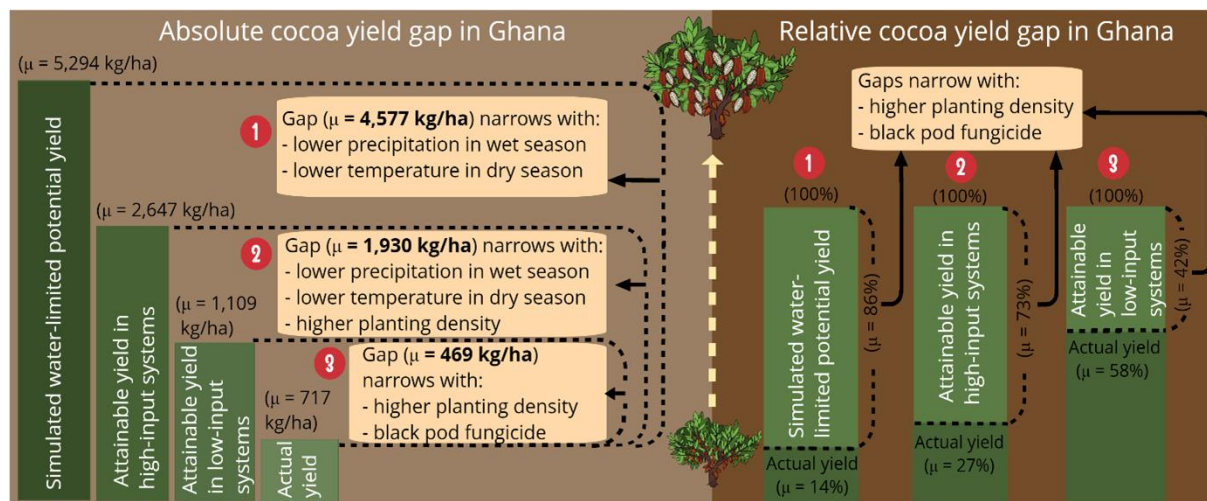 Absolute cocoa yield gap in Ghana
(μ = 5,294 kg/ha)
Simulated water-limited potential yield
1
Gap (μ = 4,577 kg/ha) narrows with:
- lower precipitation in wet season
- lower temperature in dry season
(μ = 2,647 kg/ha)
Attainable yield in
high-input systems
2
Gap (μ = 1,930 kg/ha) narrows with:
- lower precipitation in wet season
- lower temperature in dry season
- higher planting density
(μ = 1,109
kg/ha)
Attainable yield
in low-input
systems
3
Gap (μ = 469 kg/ha)
narrows with:
- higher planting density
- black pod fungicide
(μ = 717
kg/ha)
Actual
yield
Relative cocoa yield gap in Ghana
Gaps narrow with:
- higher planting density
- black pod fungicide
1
(100%)
Simulated water-
limited potential yield
(μ = 86%)
Actual yield
(μ = 14%)
2
(100%)
Attainable yield in
high-input systems
(μ = 73%)
Actual yield
(μ = 27%)
3
(100%)
Attainable
yield in
low-input
systems
(μ = 42%)
Actual yield
(μ = 58%)